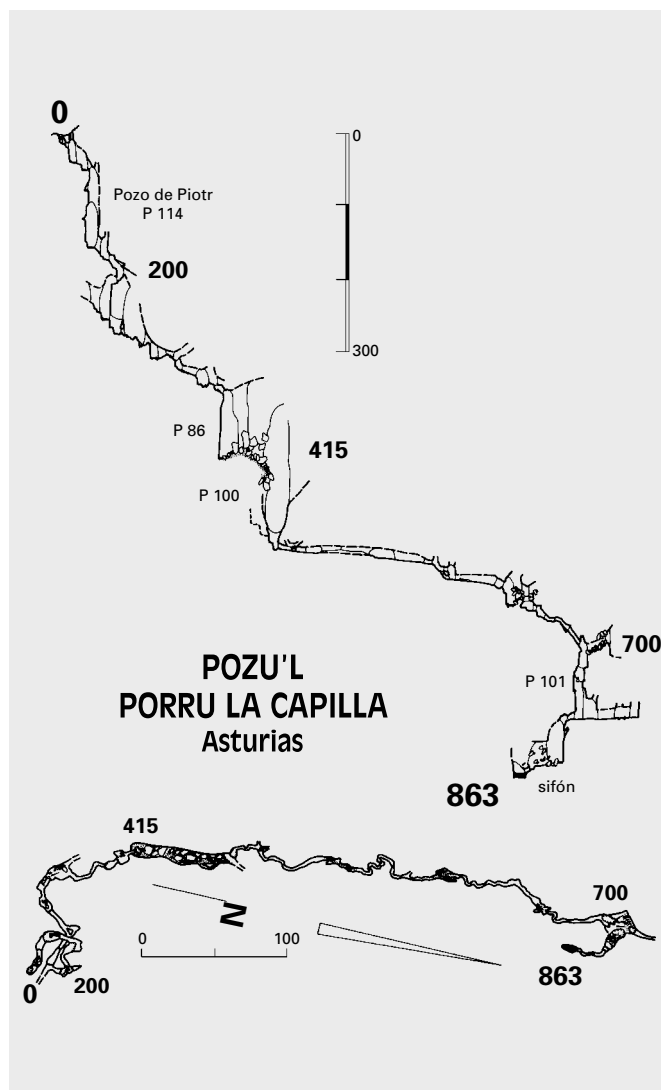 0
0
Pozo de Piotr
P 114
200
300
P 86
415
P 100
700
POZU'L
PORRU LA CAPILLA
Asturias
P 101
863
sifón
415
700
N
0
100
863
200
0